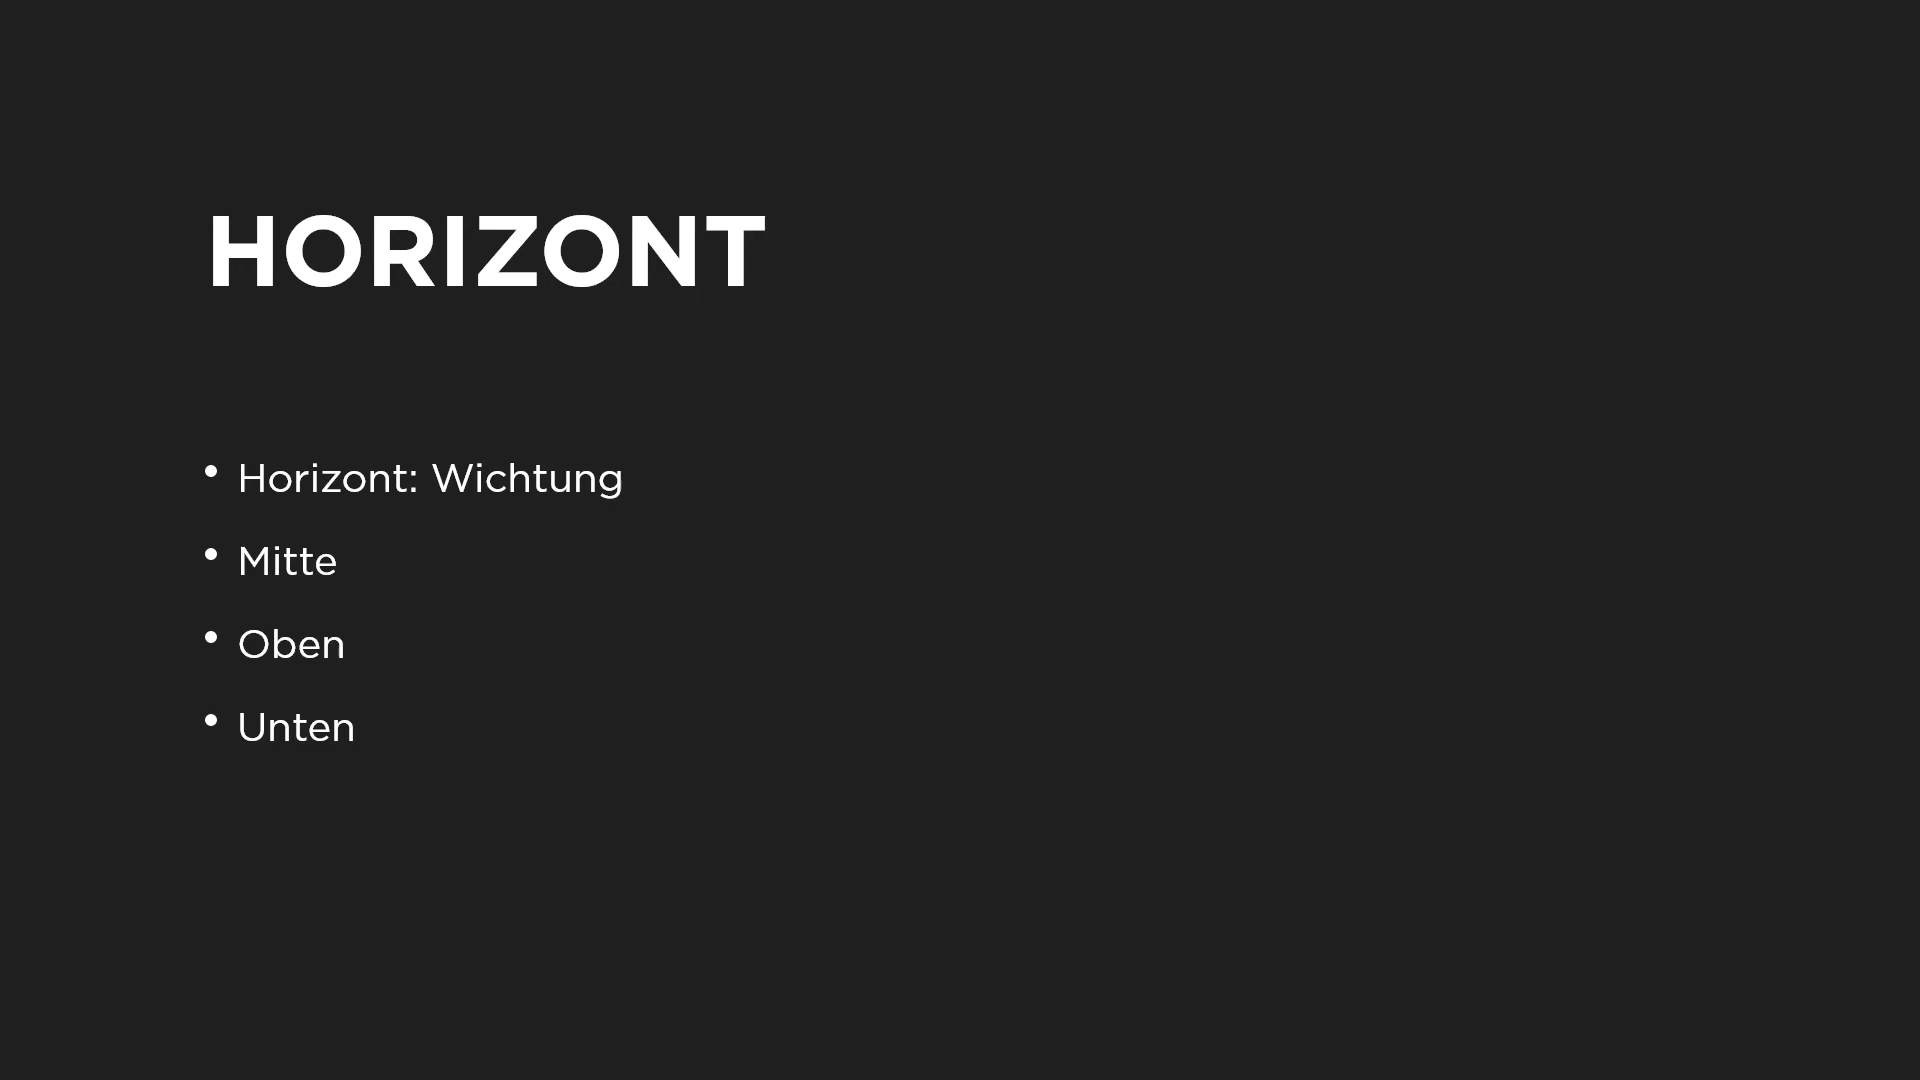 HORIZONT
• Horizont: Wichtung
• Mitte
• Oben
• Unten